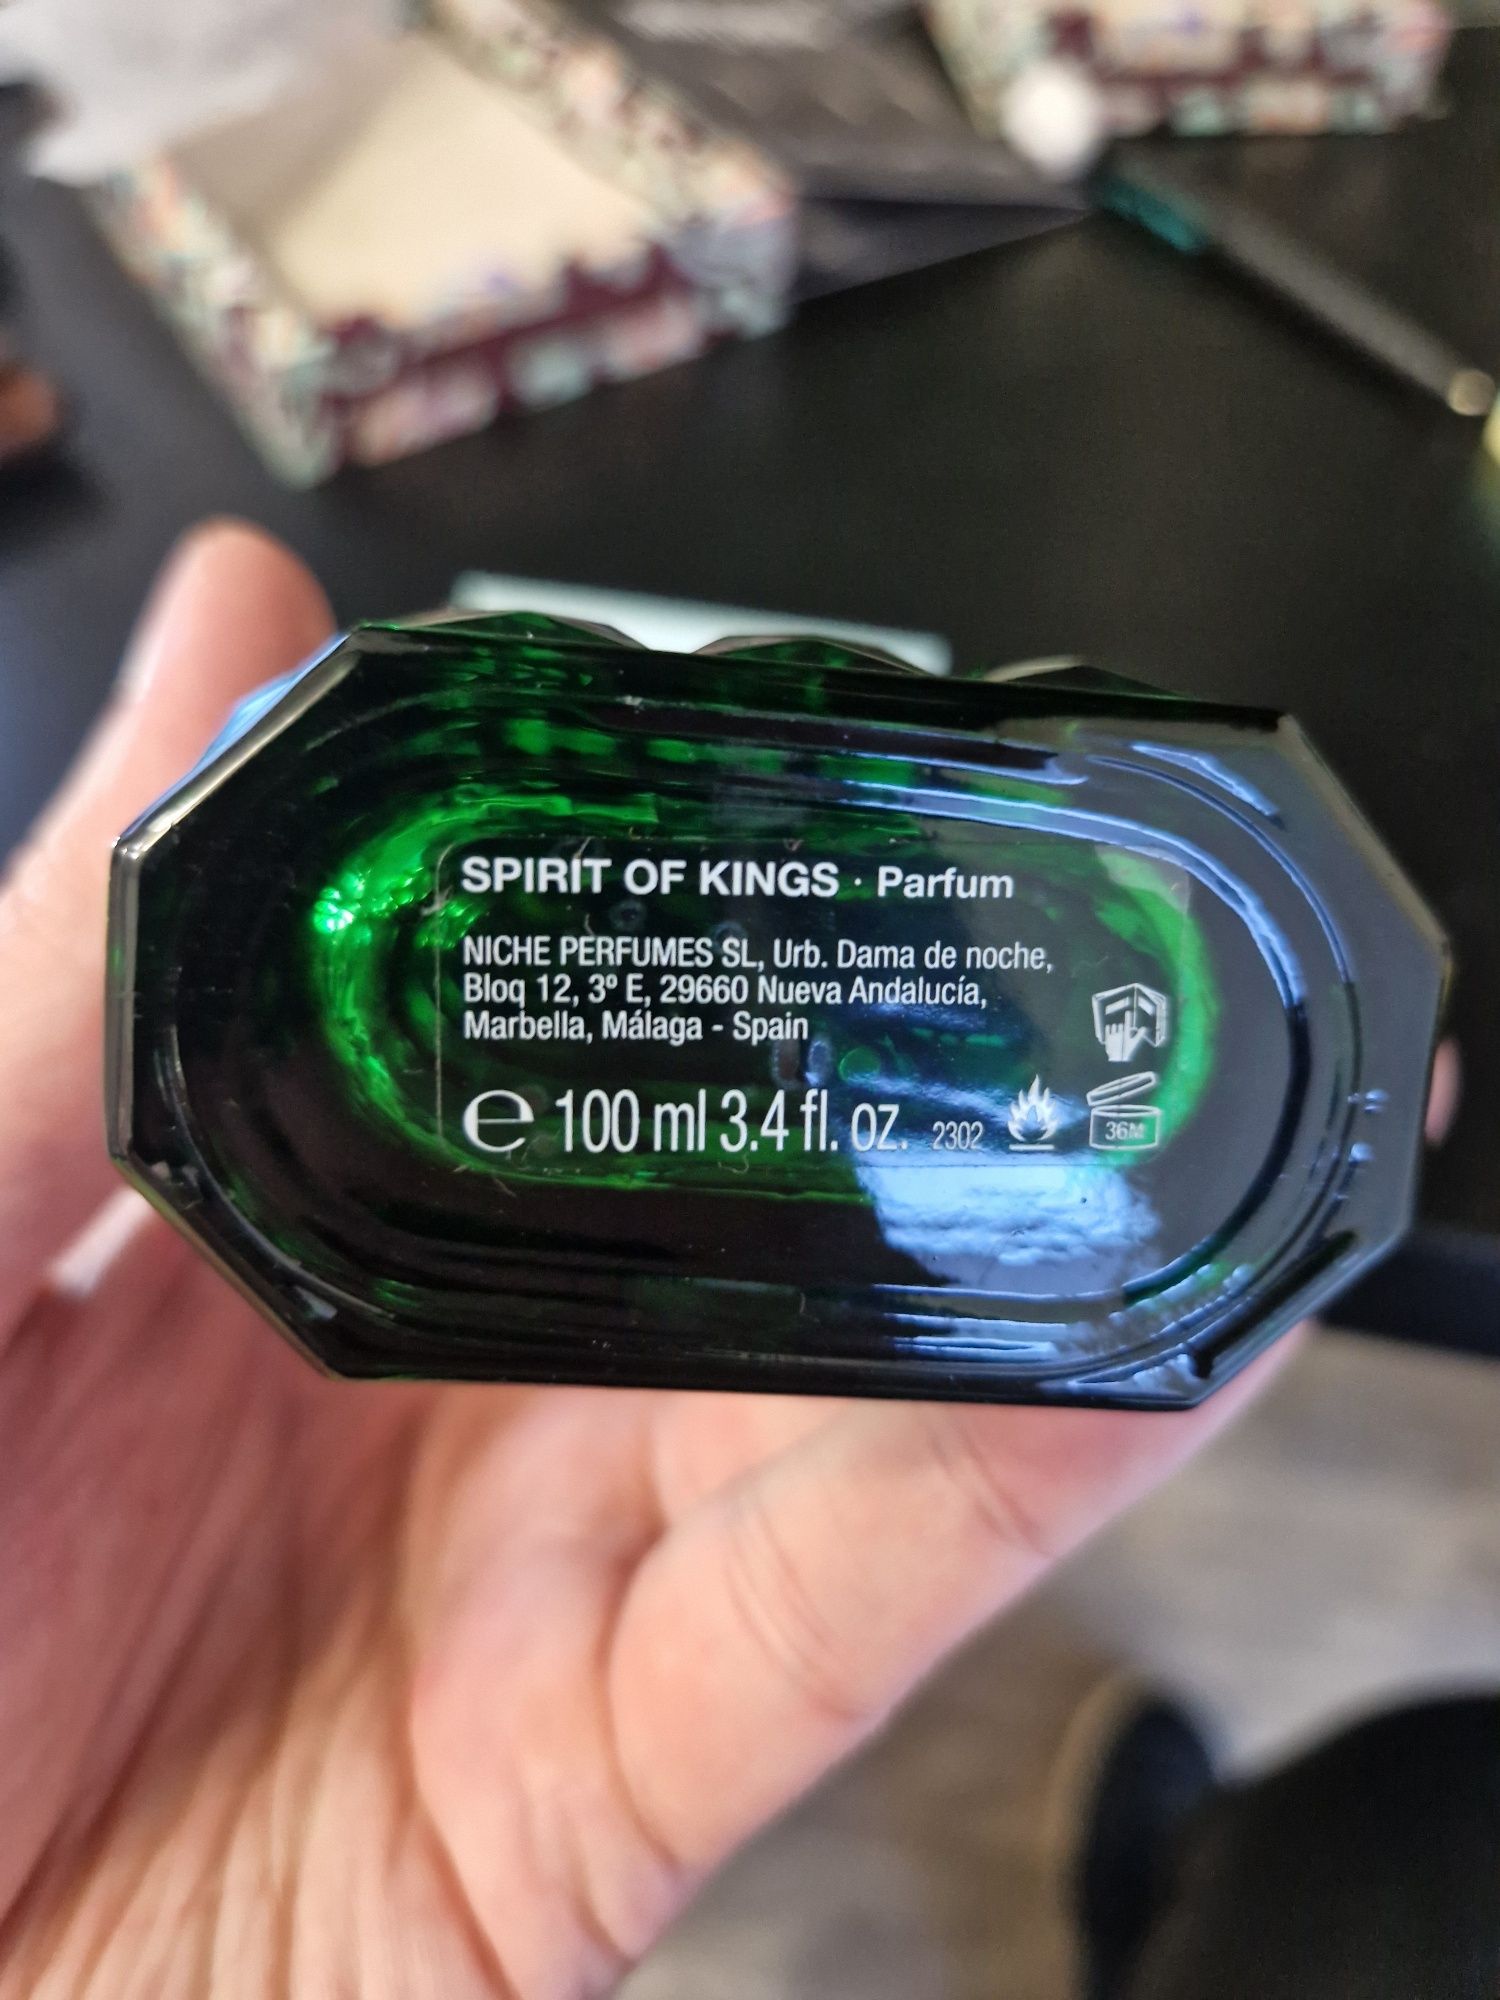 SPIRIT OF KINGS · Parfum
NICHE PERFUMES SL, Urb. Dama de noche,
Bloq 12, 3º E, 29660 Nueva Andalucía,
Marbella, Málaga - Spain
e 100 ml 3.4 fl. oz. 2302
36M